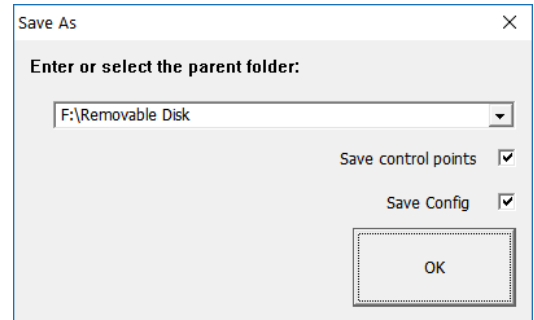 Save As
Enter or select the parent folder:
F:\Removable Disk
Save control points
Save Config
OK